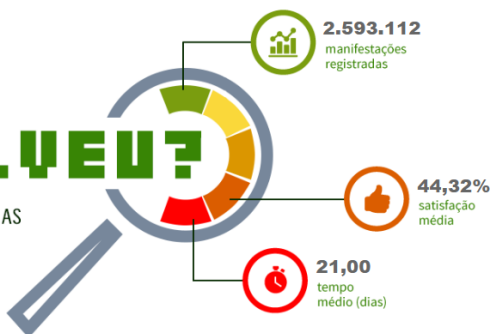 2.593.112
manifestações
registradas
.VEU?
AS
44,32%
satisfação
média
21,00
tempo
médio (dias)